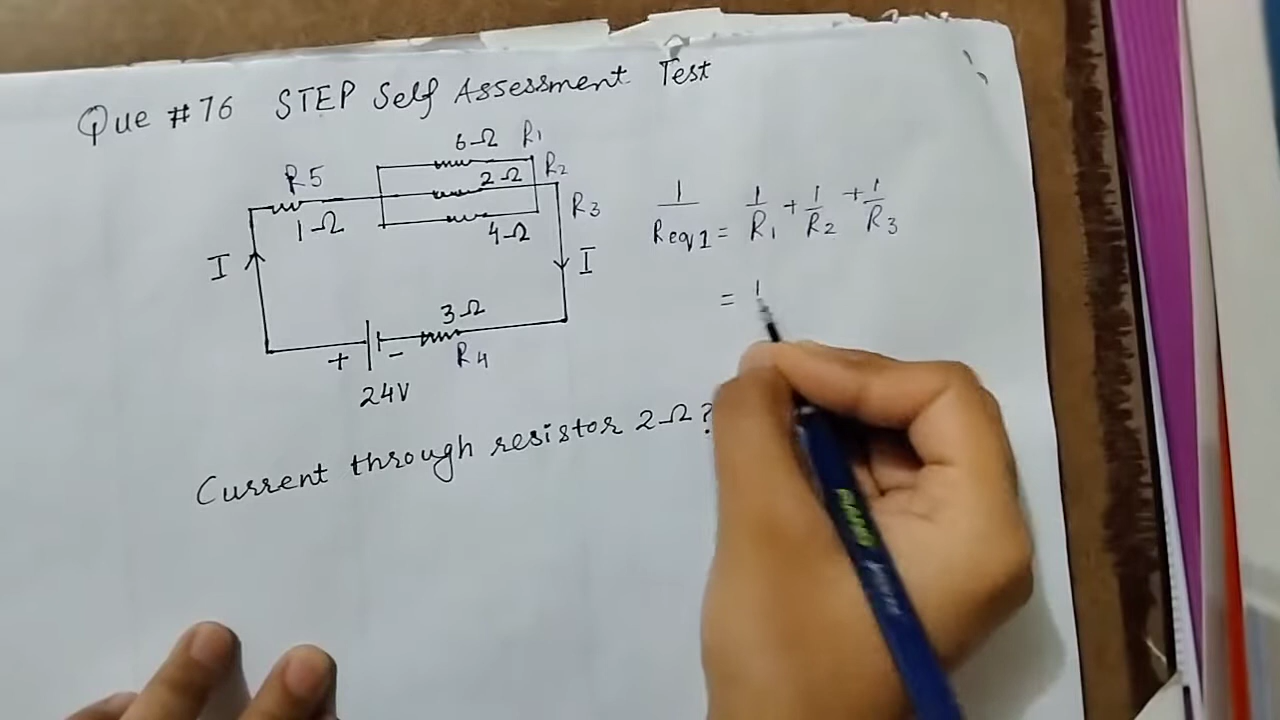 Que # 76 STEP Self Assessment Test
6Ω R1
R5 2Ω R2
1Ω 4Ω R3
I I
3Ω
+ - R4
24V
1/Req1 = 1/R1 + 1/R2 + 1/R3
= 1
Current through resistor 2Ω?